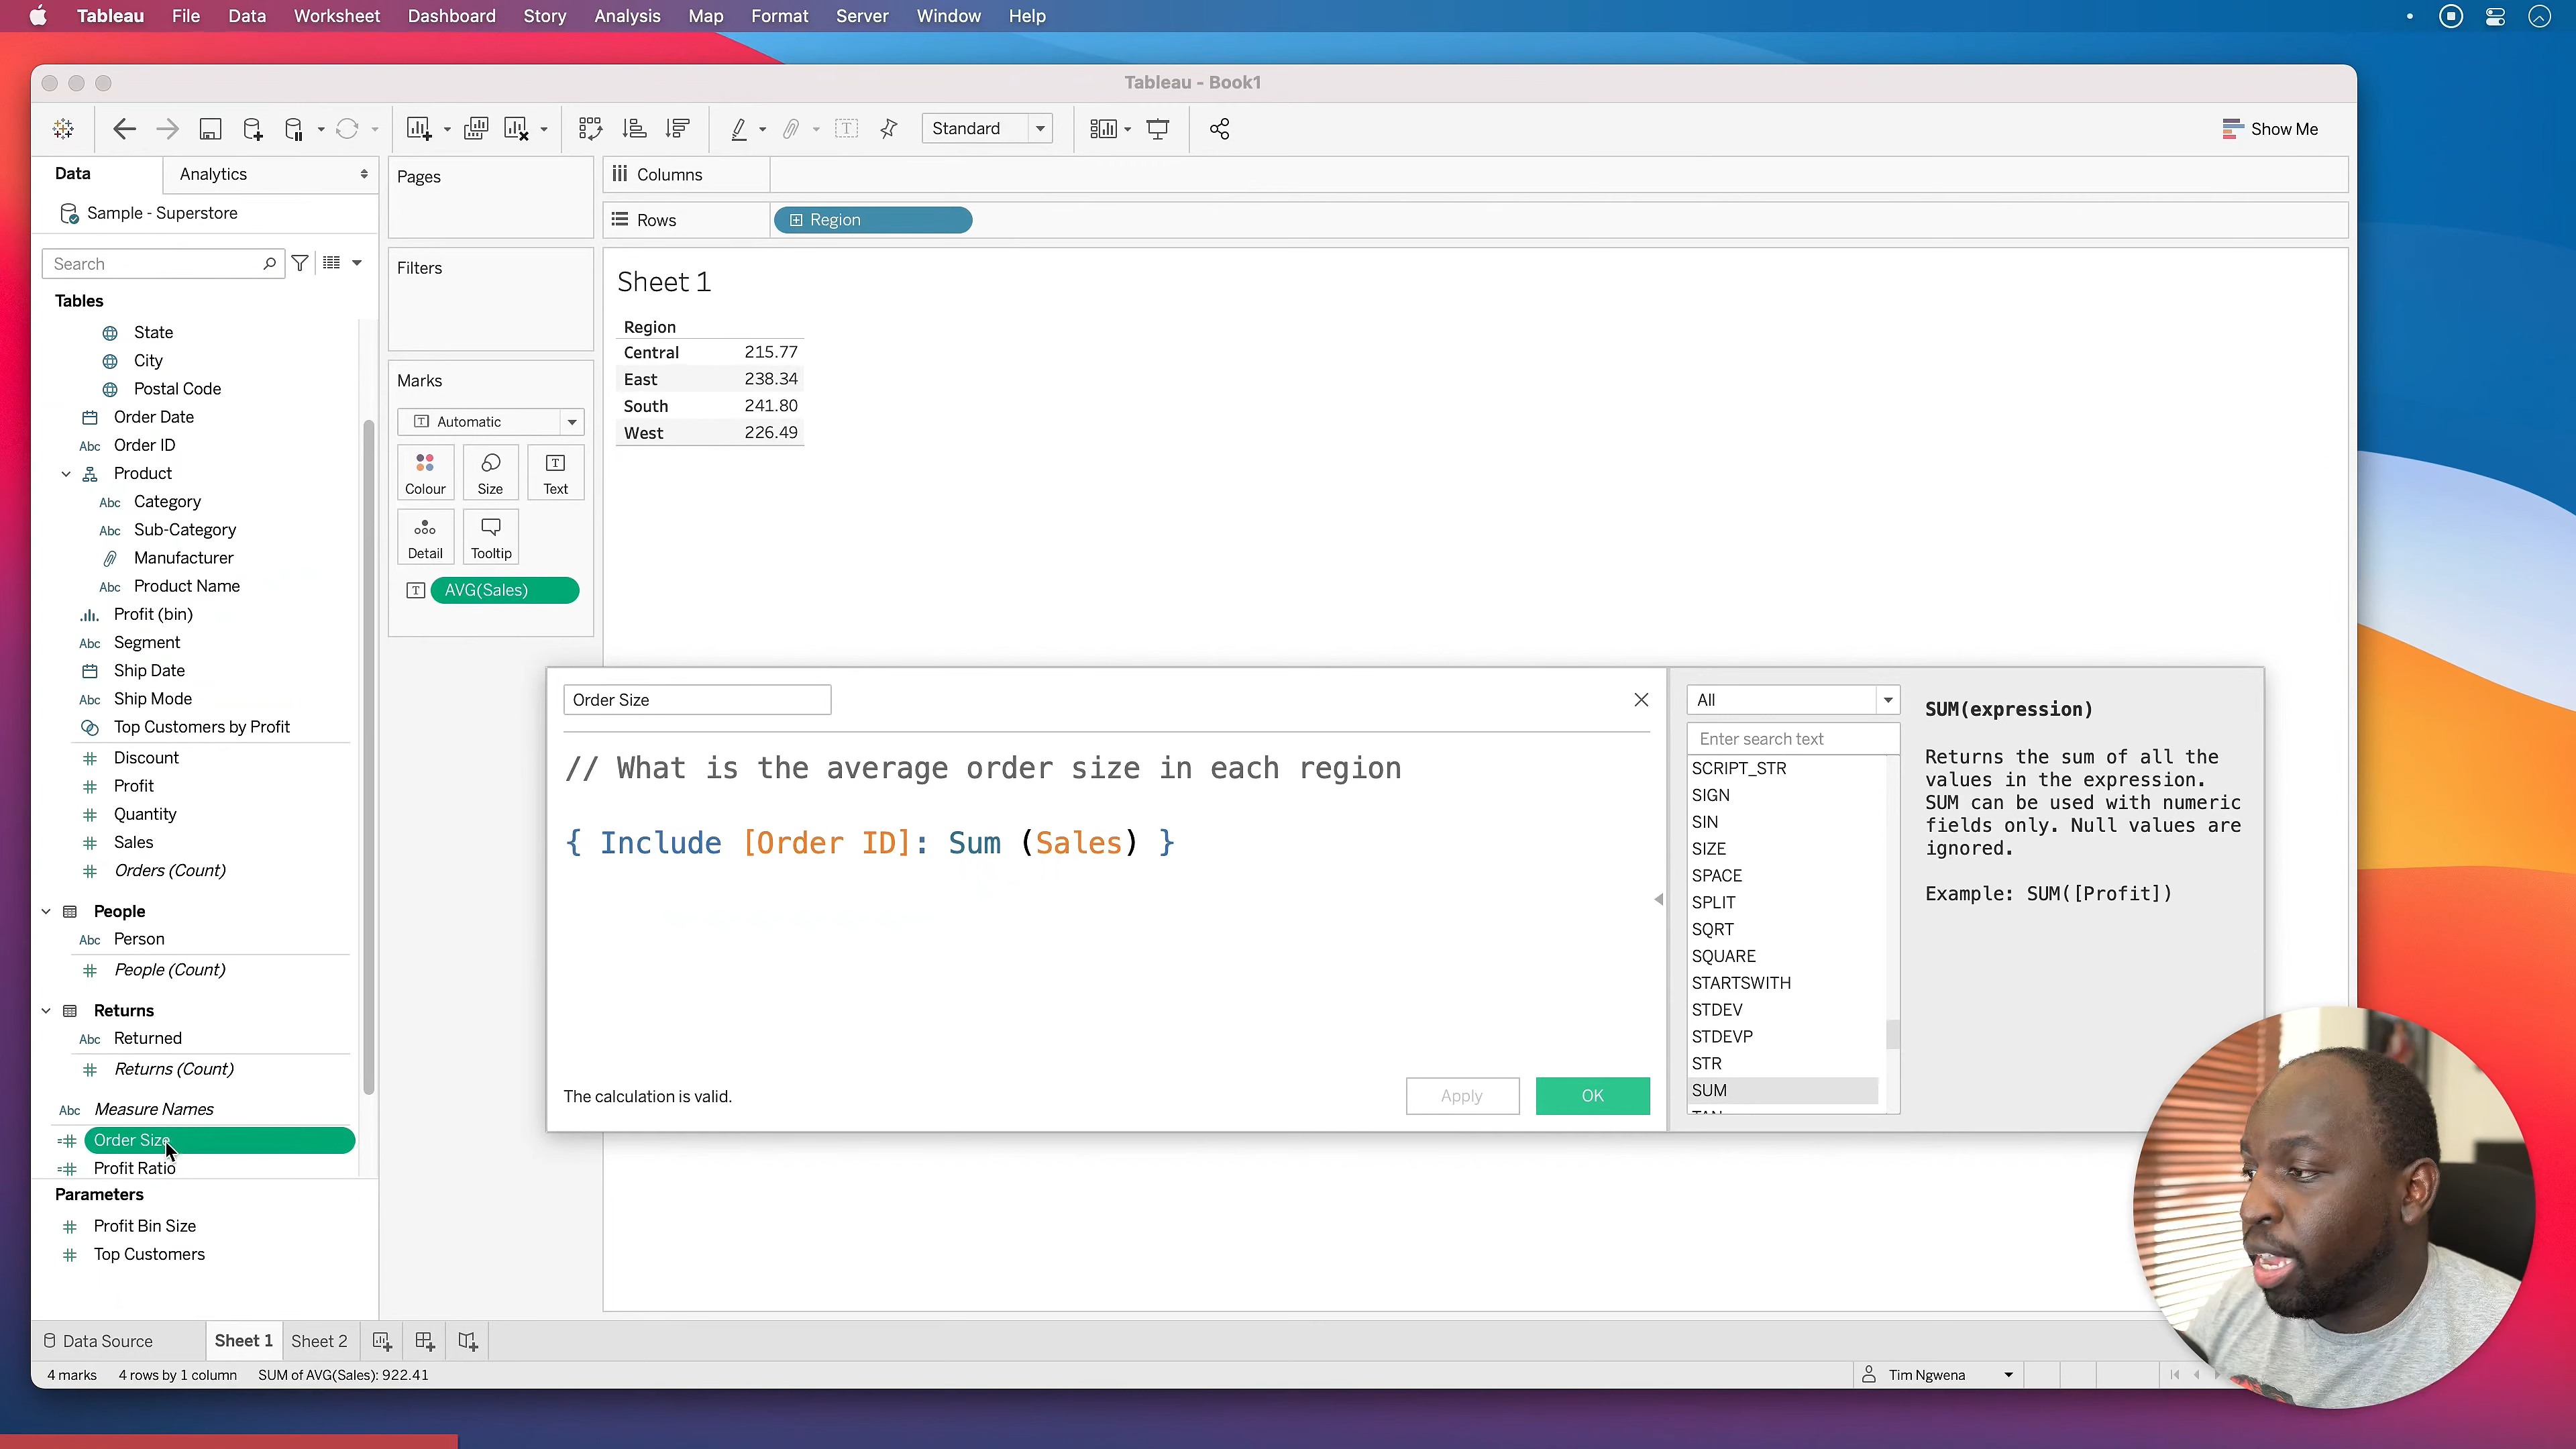 Tableau File Data Worksheet Dashboard Story Analysis Map Format Server Window Help
Tableau - Book1
Standard
Show Me
Data
Analytics
Sample - Superstore
Search
Tables
State
City
Postal Code
Order Date
Abc Order ID
Product
Abc Category
Abc Sub-Category
Manufacturer
Abc Product Name
Profit (bin)
Abc Segment
Ship Date
Abc Ship Mode
Top Customers by Profit
Discount
Profit
Quantity
Sales
Orders (Count)
People
Abc Person
People (Count)
Returns
Abc Returned
Returns (Count)
Abc Measure Names
Order Size
Profit Ratio
Parameters
Profit Bin Size
Top Customers
Pages
Filters
Marks
Automatic
Colour Size Text
Detail Tooltip
AVG(Sales)
Columns
Rows Region
Sheet 1
Region
Central 215.77
East 238.34
South 241.80
West 226.49
Order Size
// What is the average order size in each region
{ Include [Order ID]: Sum (Sales) }
The calculation is valid.
Apply
OK
All
Enter search text
SCRIPT_STR
SIGN
SIN
SIZE
SPACE
SPLIT
SQRT
SQUARE
STARTSWITH
STDEV
STDEVP
STR
SUM
TAN
SUM(expression)
Returns the sum of all the
values in the expression.
SUM can be used with numeric
fields only. Null values are
ignored.
Example: SUM([Profit])
Data Source Sheet 1 Sheet 2
4 marks 4 rows by 1 column SUM of AVG(Sales): 922.41
Tim Ngwena